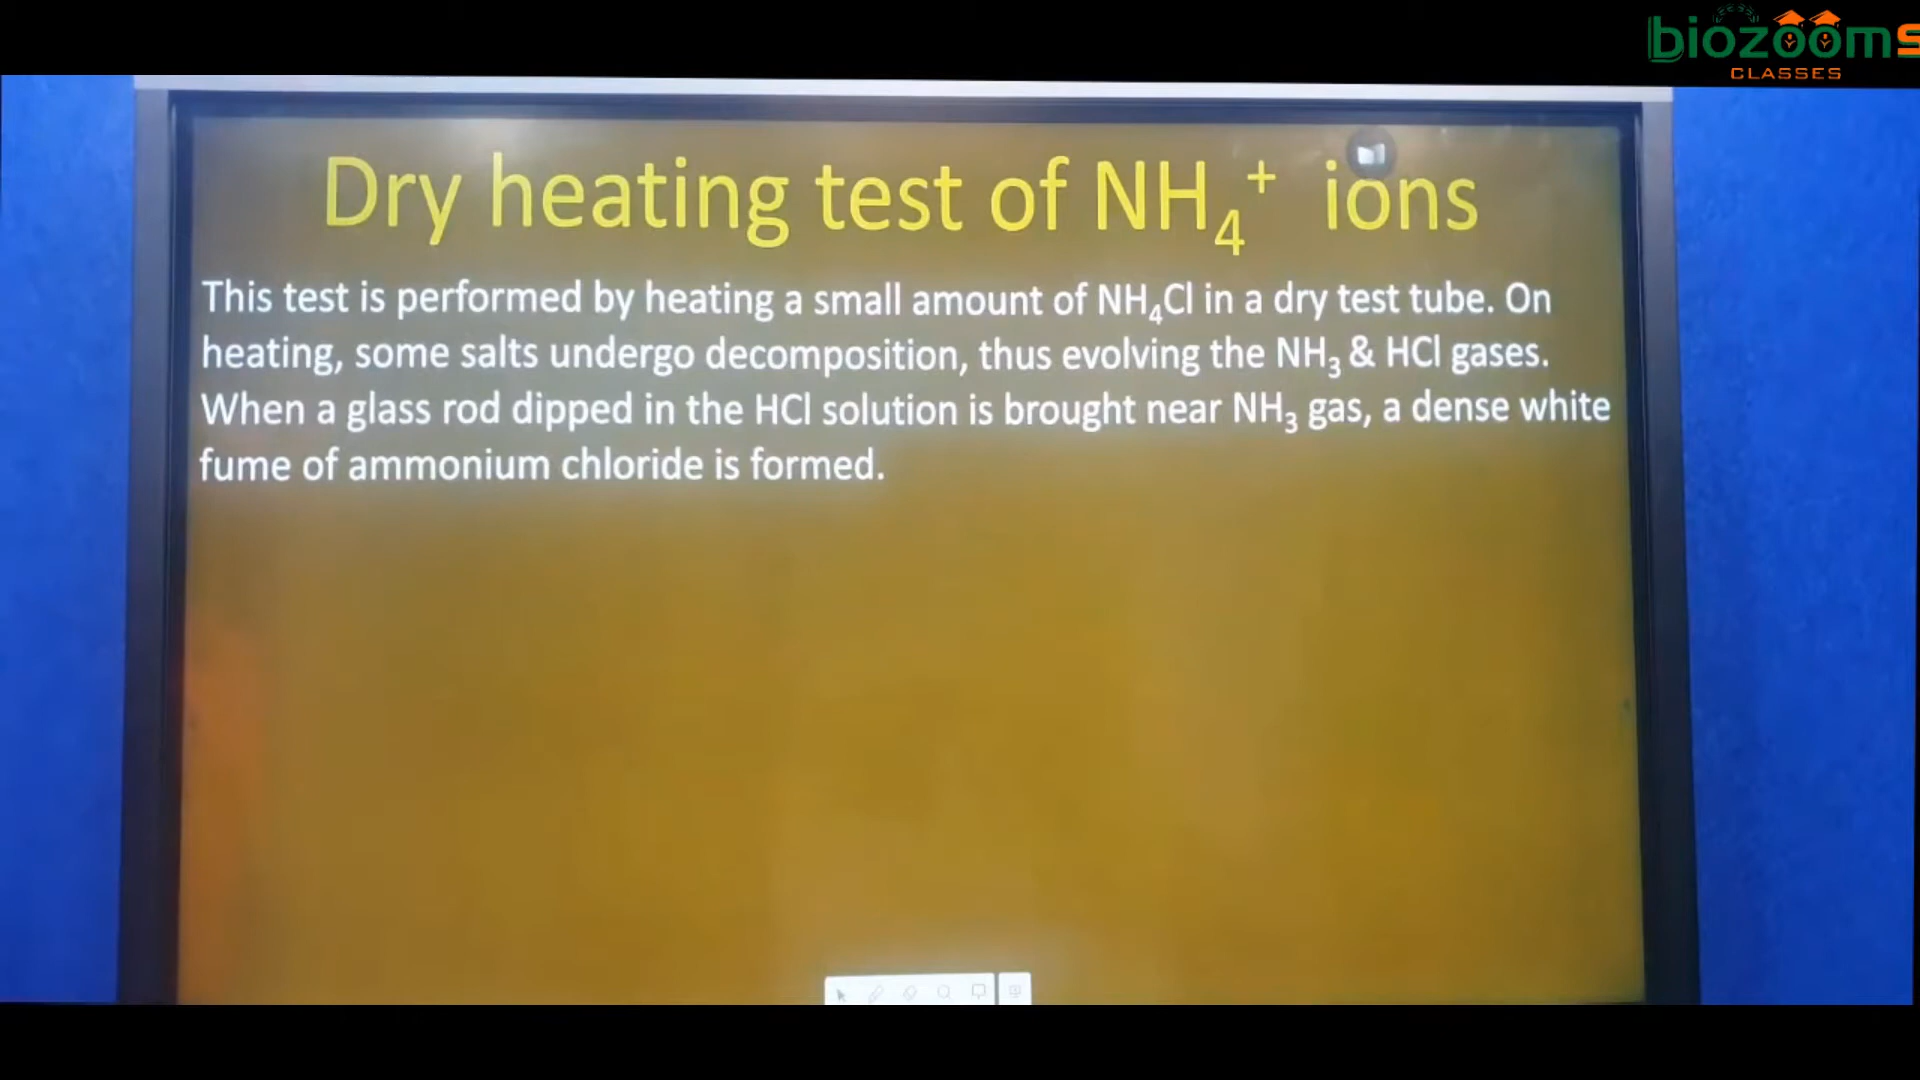 biozooms
CLASSES
Dry heating test of NH₄⁺ ions
This test is performed by heating a small amount of NH₄Cl in a dry test tube. On
heating, some salts undergo decomposition, thus evolving the NH₃ & HCl gases.
When a glass rod dipped in the HCl solution is brought near NH₃ gas, a dense white
fume of ammonium chloride is formed.